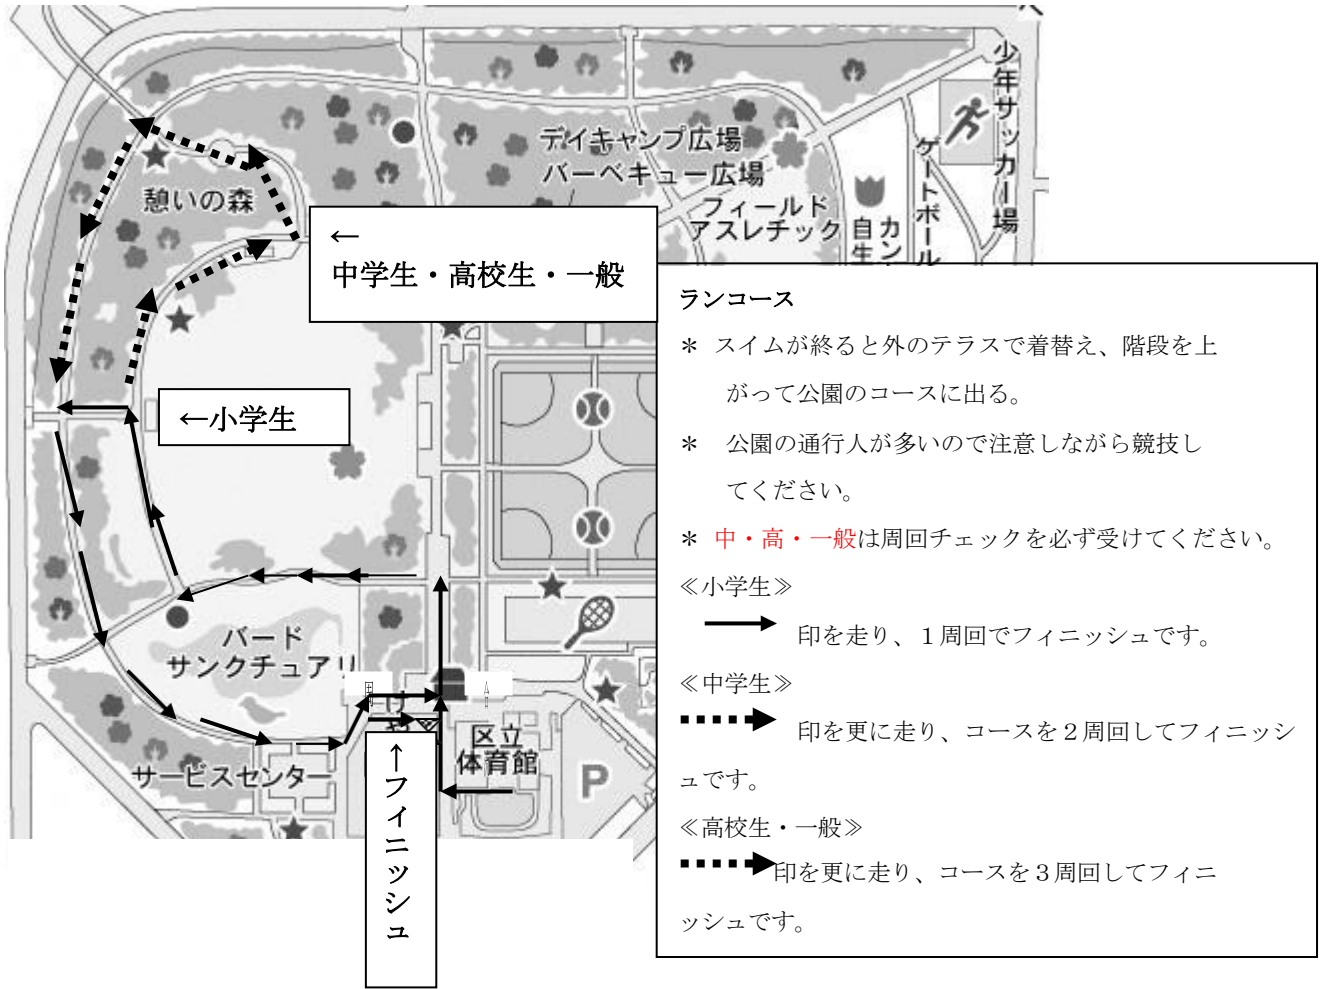 少年サッカー場
デイキャンプ広場
バーベキュー広場
ゲートボール
フィールド
アスレチック
自生
カン
憩いの森
←
中学生・高校生・一般
←小学生
バード
サンクチュアリ
け
区立
体育館
サービスセンター
P
←フィニッシュ
ランコース
＊ スイムが終ると外のテラスで着替え、階段を上
がって公園のコースに出る。
＊ 公園の通行人が多いので注意しながら競技し
てください。
＊ 中・高・一般は周回チェックを必ず受けてください。
≪小学生≫
印を走り、１周回でフィニッシュです。
≪中学生≫
印を更に走り、コースを２周回してフィニッシ
ュです。
≪高校生・一般≫
印を更に走り、コースを３周回してフィニ
ッシュです。